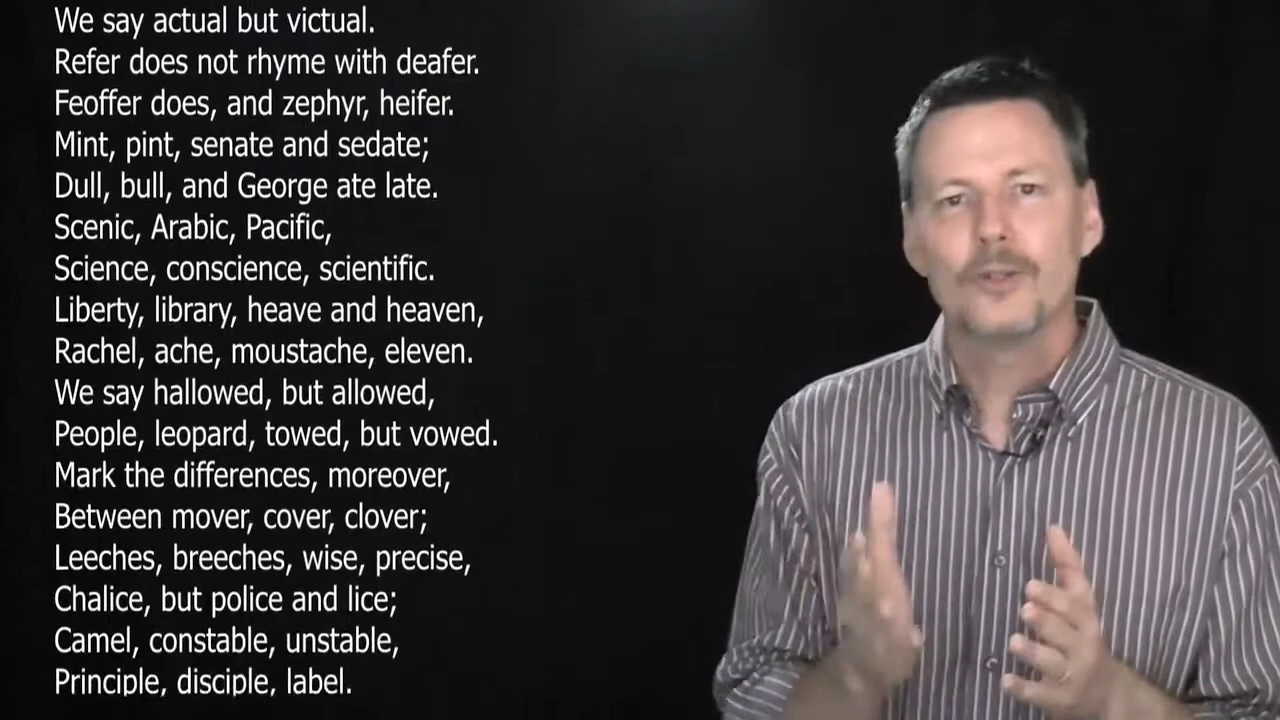 We say actual but victual.
Refer does not rhyme with deafer.
Feoffer does, and zephyr, heifer.
Mint, pint, senate and sedate;
Dull, bull, and George ate late.
Scenic, Arabic, Pacific,
Science, conscience, scientific.
Liberty, library, heave and heaven,
Rachel, ache, moustache, eleven.
We say hallowed, but allowed,
People, leopard, towed, but vowed.
Mark the differences, moreover,
Between mover, cover, clover;
Leeches, breeches, wise, precise,
Chalice, but police and lice;
Camel, constable, unstable,
Principle, disciple, label.